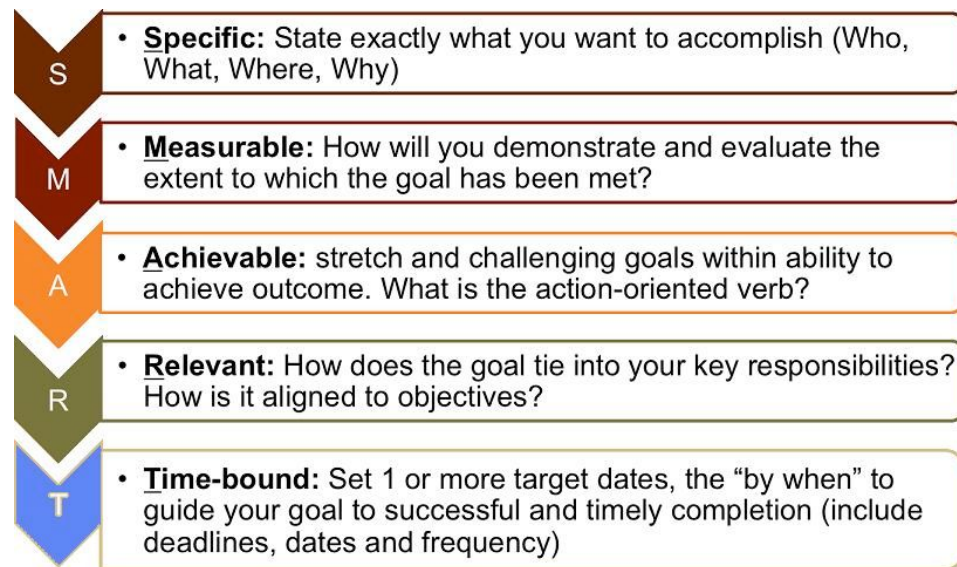 S
• Specific: State exactly what you want to accomplish (Who,
What, Where, Why)
M
• Measurable: How will you demonstrate and evaluate the
extent to which the goal has been met?
A
• Achievable: stretch and challenging goals within ability to
achieve outcome. What is the action-oriented verb?
R
• Relevant: How does the goal tie into your key responsibilities?
How is it aligned to objectives?
T
• Time-bound: Set 1 or more target dates, the “by when” to
guide your goal to successful and timely completion (include
deadlines, dates and frequency)